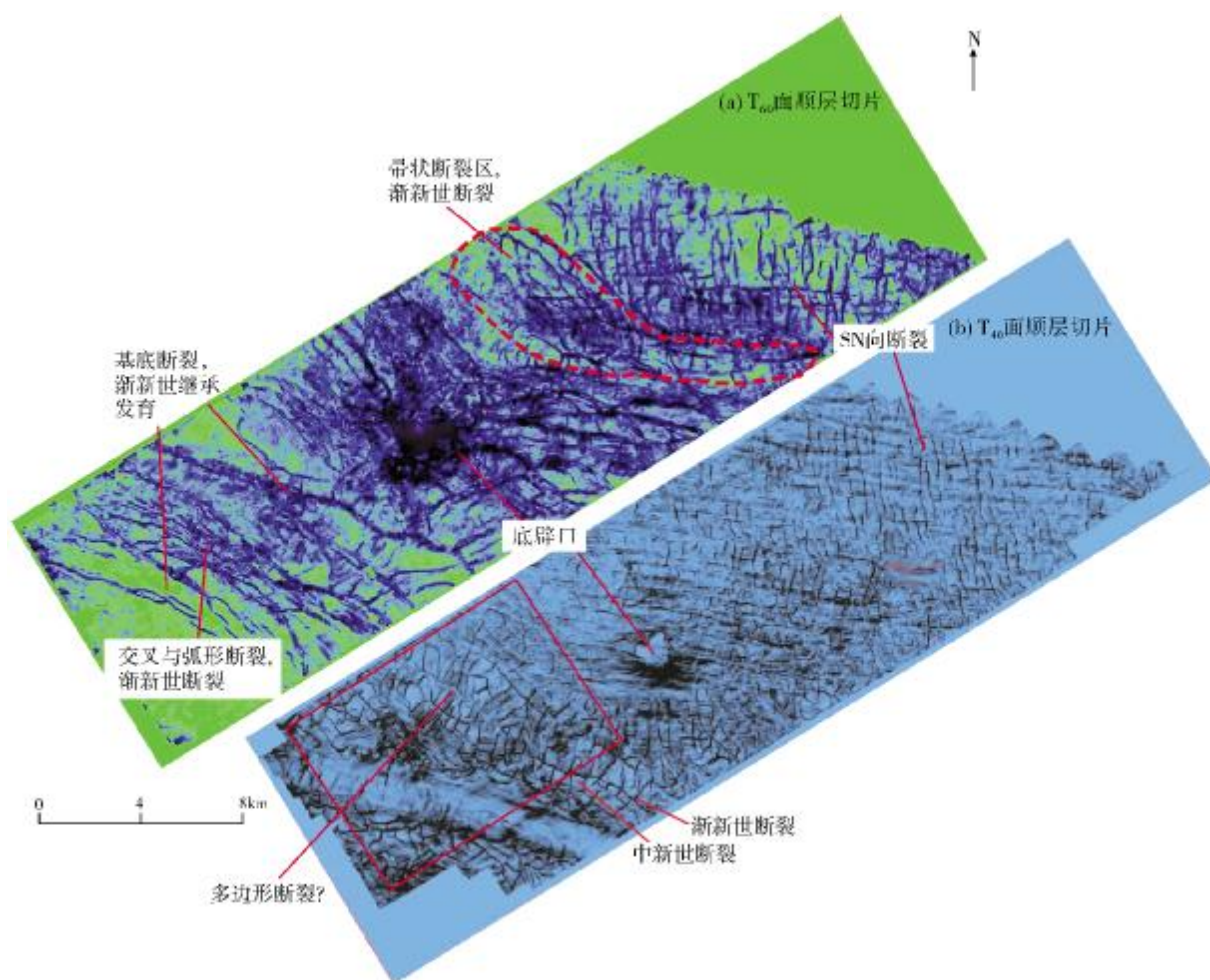 N
(a) T₆₀面顺层切片
带状断裂区,
渐新世断裂
SN向断裂
(b) T₄₀面顺层切片
基底断裂,
渐新世继承
发育
底辟口
交叉与弧形断裂,
渐新世断裂
0 4 8km
渐新世断裂
中新世断裂
多边形断裂?